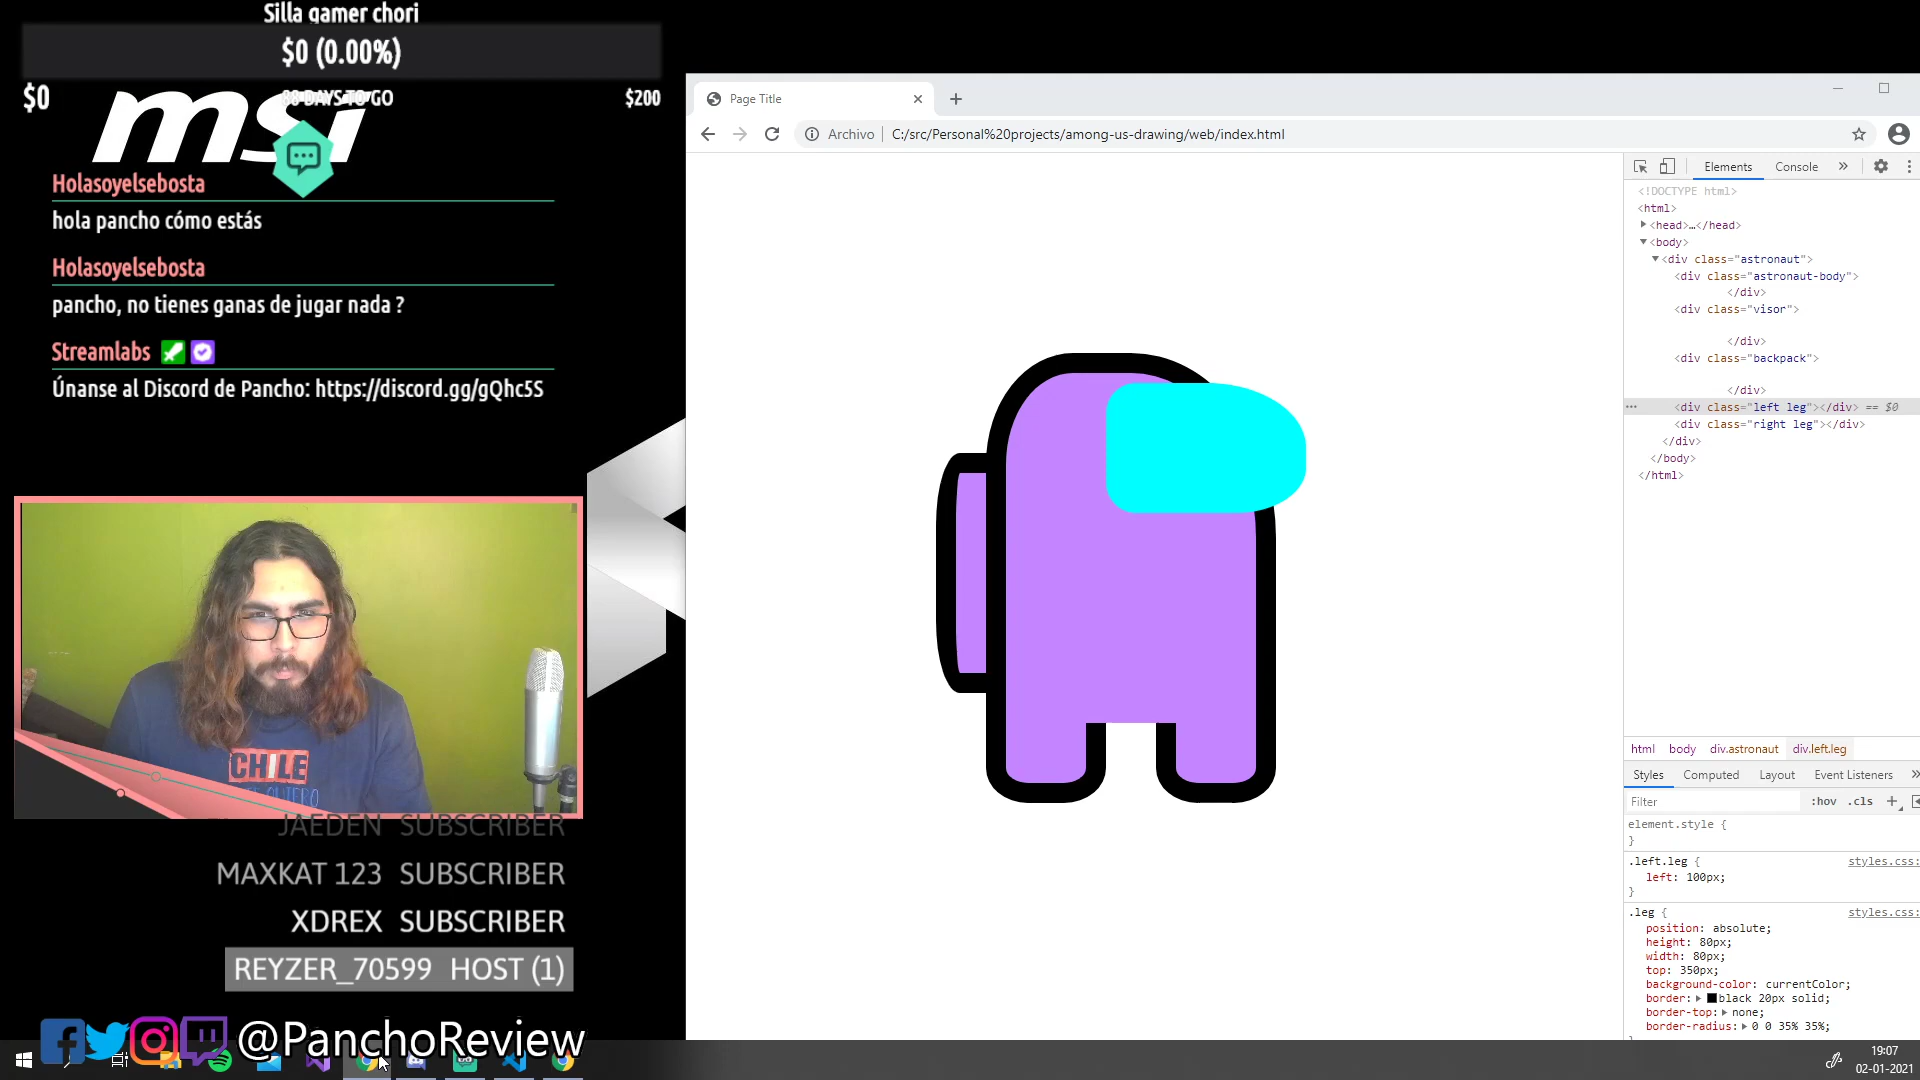 Silla gamer chori
$0 (0.00%)
$0
88 DAYS TO GO
$200
msi
Holasoyelsebosta
hola pancho cómo estás
Holasoyelsebosta
pancho, no tienes ganas de jugar nada ?
Streamlabs
Únanse al Discord de Pancho: https://discord.gg/gQhc5S
CHILE
JAEDEN SUBSCRIBER
MAXKAT 123 SUBSCRIBER
XDREX SUBSCRIBER
REYZER_70599 HOST (1)
@PanchoReview
Page Title
Archivo
C:/src/Personal%20projects/among-us-drawing/web/index.html
Elements Console »
<!DOCTYPE html>
<html>
<head>…</head>
<body>
<div class="astronaut">
<div class="astronaut-body">
</div>
<div class="visor">
</div>
<div class="backpack">
</div>
<div class="left leg"></div> == $0
<div class="right leg"></div>
</div>
</body>
</html>
html body div.astronaut div.left.leg
Styles Computed Layout Event Listeners »
Filter :hov .cls +
element.style {
}
.left.leg { styles.css:
left: 100px;
}
.leg { styles.css:
position: absolute;
height: 80px;
width: 80px;
top: 350px;
background-color: currentColor;
border: black 20px solid;
border-top: none;
border-radius: 0 0 35% 35%;
19:07
02-01-2021